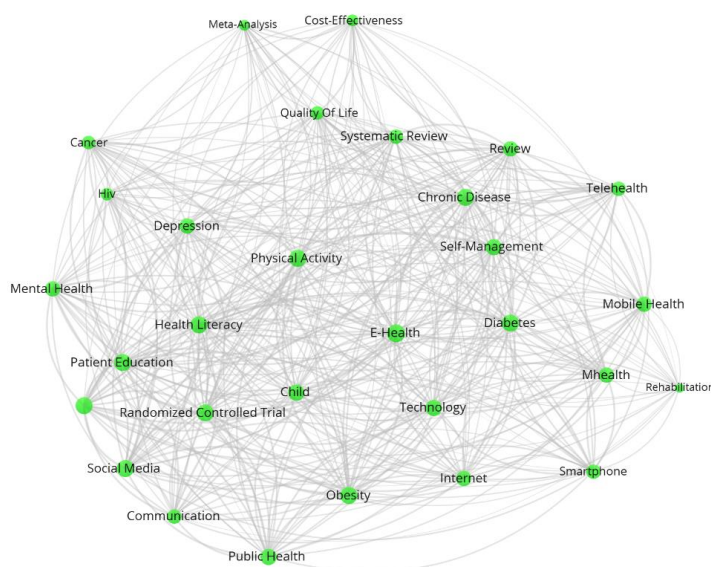 Meta-Analysis
Cost-Effectiveness
Quality Of Life
Systematic Review
Cancer
Review
Hiv
Telehealth
Chronic Disease
Depression
Self-Management
Physical Activity
Mental Health
Mobile Health
Health Literacy
Diabetes
E-Health
Patient Education
Mhealth
Rehabilitation
Child
Technology
Randomized Controlled Trial
Social Media
Smartphone
Internet
Obesity
Communication
Public Health